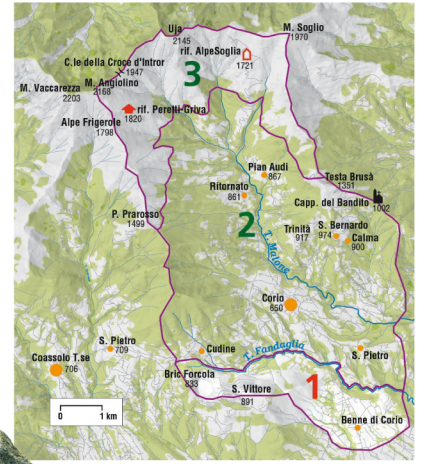 Uja
2145
M. Soglio
1970
rif. AlpeSoglia
1721
C.le della Croce d'Intror
1947
3
M. Vaccarezza
2203
M. Angiolino
2168
rif. Peretti-Griva
1820
Alpe Frigerole
1798
Pian Audi
867
Testa Brusà
1351
Ritornato
861
Capp. del Bandito
1002
P. Prarosso
1499
2
Trinità
917
S. Bernardo
974
Calma
900
T. Malone
Corio
650
S. Pietro
709
Cudine
T. Fandaglia
S. Pietro
Coassolo T.se
706
Bric Forcola
833
S. Vittore
891
1
0
1 km
Benne di Corio